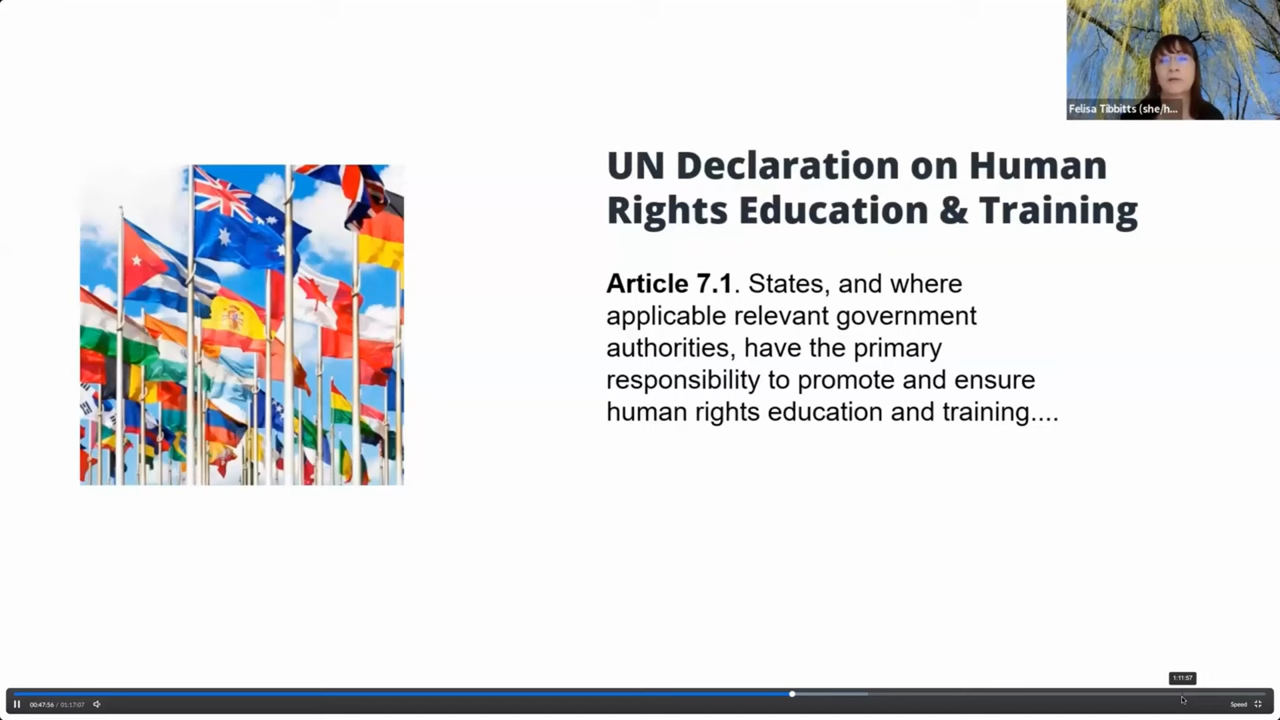 Felisa Tibbitts (she/h...
UN Declaration on Human
Rights Education & Training
Article 7.1. States, and where
applicable relevant government
authorities, have the primary
responsibility to promote and ensure
human rights education and training....
1:11:57
00:47:56 / 01:17:07
Speed